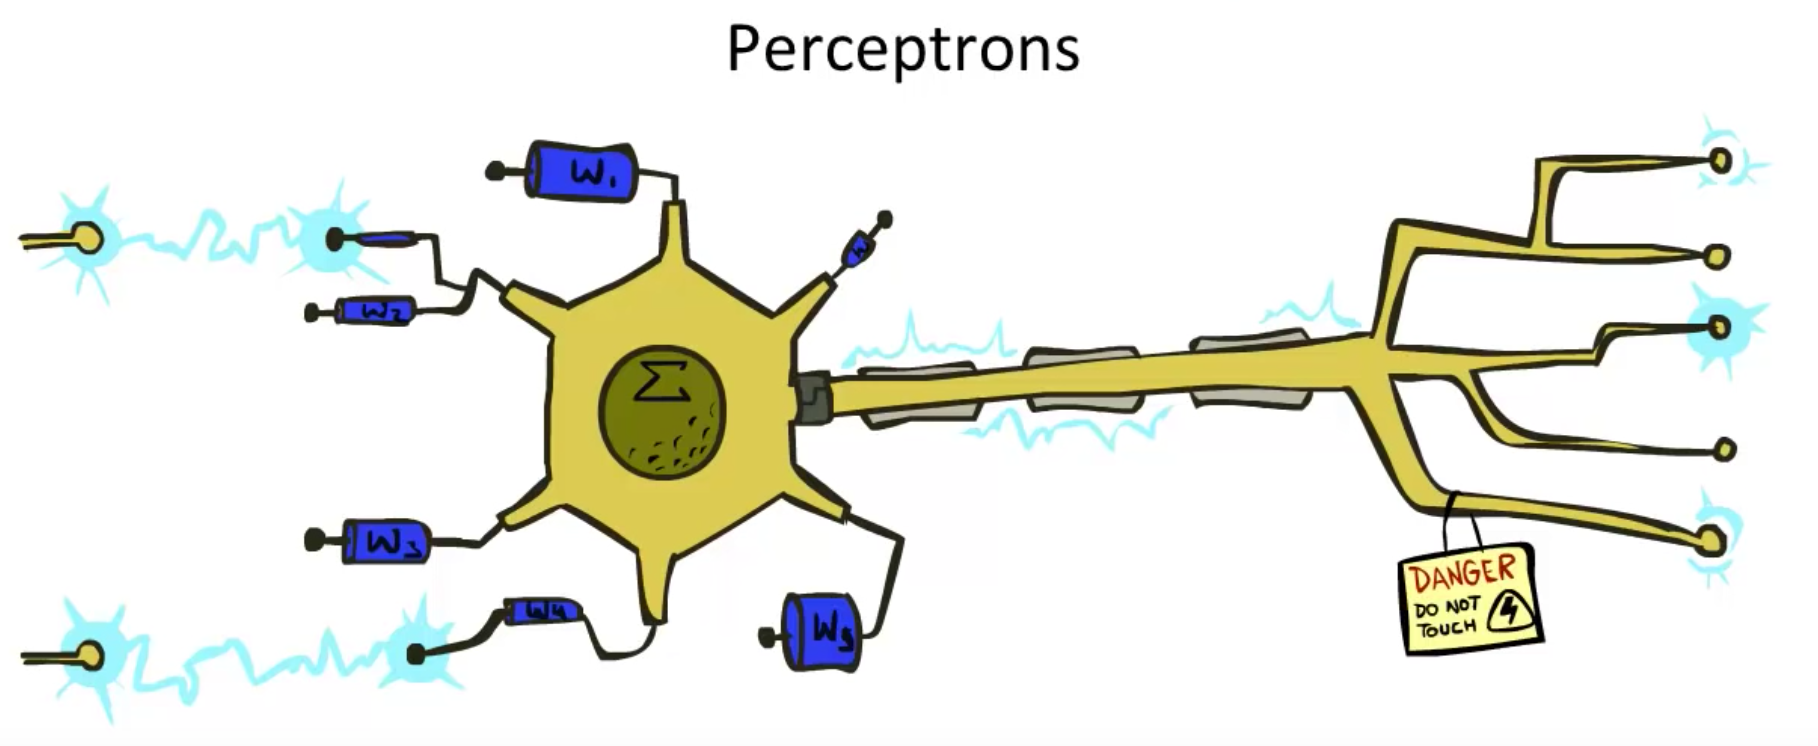 Perceptrons
W1
W2
Σ
W3
W4
W5
DANGER
DO NOT
TOUCH